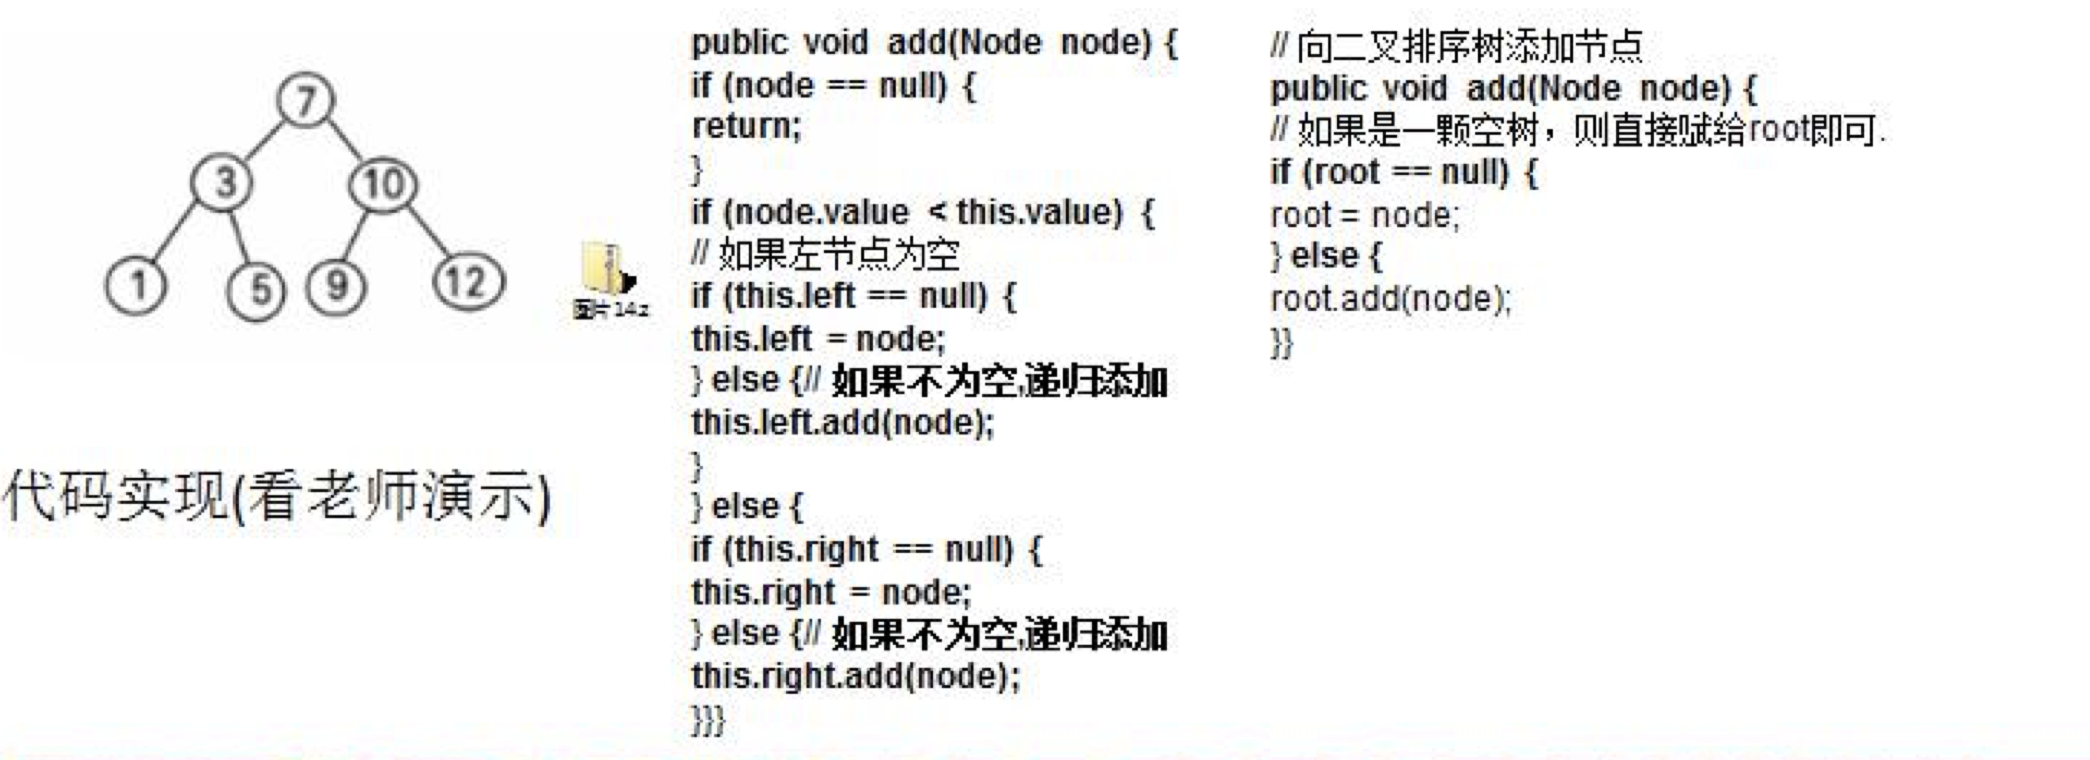 7
3
10
1
5
9
12
图片14.z
代码实现(看老师演示)
public void add(Node node) {
if (node == null) {
return;
}
if (node.value < this.value) {
// 如果左节点为空
if (this.left == null) {
this.left = node;
} else {// 如果不为空,递归添加
this.left.add(node);
}
} else {
if (this.right == null) {
this.right = node;
} else {// 如果不为空,递归添加
this.right.add(node);
}}}
// 向二叉排序树添加节点
public void add(Node node) {
// 如果是一颗空树，则直接赋给root即可.
if (root == null) {
root = node;
} else {
root.add(node);
}}